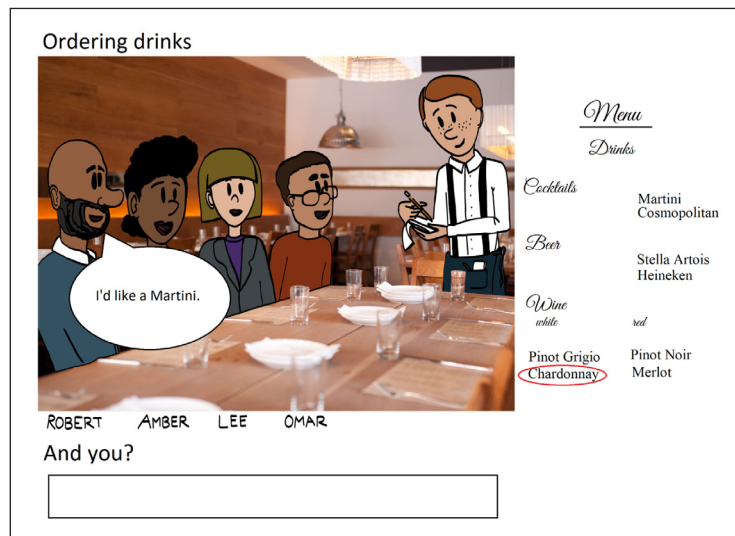 Ordering drinks
I'd like a Martini.
ROBERT AMBER LEE OMAR
And you?
Menu
Drinks
Cocktails
Martini
Cosmopolitan
Beer
Stella Artois
Heineken
Wine
white red
Pinot Grigio Pinot Noir
Chardonnay Merlot